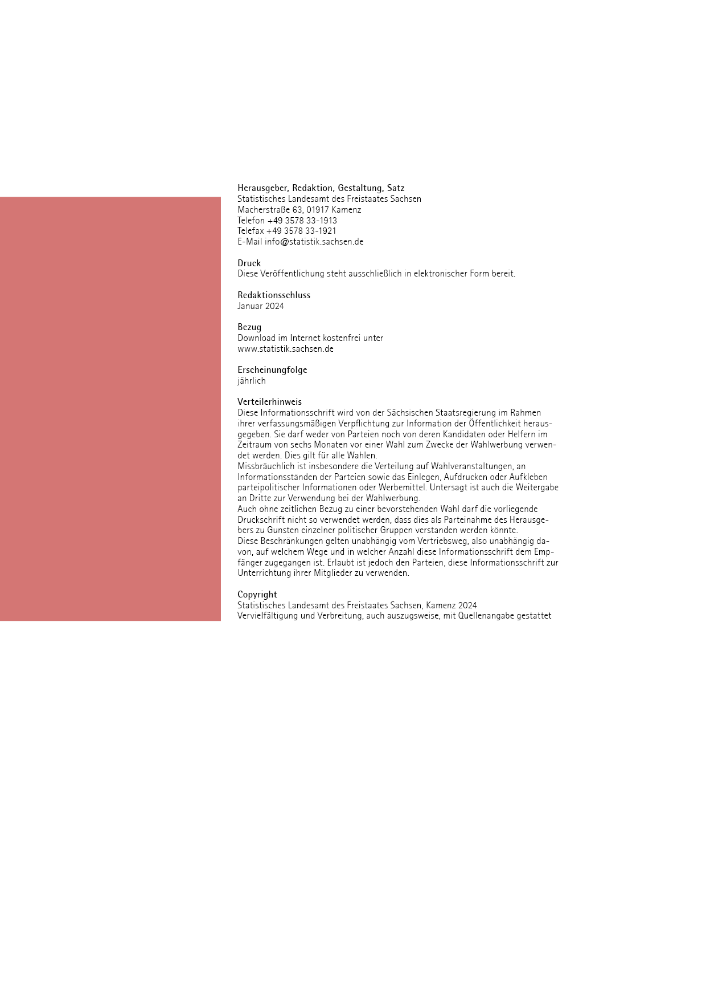 Herausgeber, Redaktion, Gestaltung, Satz
Statistisches Landesamt des Freistaates Sachsen
Macherstraße 63, 01917 Kamenz
Telefon +49 3578 33-1913
Telefax +49 3578 33-1921
E-Mail info@statistik.sachsen.de
Druck
Diese Veröffentlichung steht ausschließlich in elektronischer Form bereit.
Redaktionsschluss
Januar 2024
Bezug
Download im Internet kostenfrei unter
www.statistik.sachsen.de
Erscheinungfolge
jährlich
Verteilerhinweis
Diese Informationsschrift wird von der Sächsischen Staatsregierung im Rahmen
ihrer verfassungsmäßigen Verpflichtung zur Information der Öffentlichkeit heraus-
gegeben. Sie darf weder von Parteien noch von deren Kandidaten oder Helfern im
Zeitraum von sechs Monaten vor einer Wahl zum Zwecke der Wahlwerbung verwen-
det werden. Dies gilt für alle Wahlen.
Missbräuchlich ist insbesondere die Verteilung auf Wahlveranstaltungen, an
Informationsständen der Parteien sowie das Einlegen, Aufdrucken oder Aufkleben
parteipolitischer Informationen oder Werbemittel. Untersagt ist auch die Weitergabe
an Dritte zur Verwendung bei der Wahlwerbung.
Auch ohne zeitlichen Bezug zu einer bevorstehenden Wahl darf die vorliegende
Druckschrift nicht so verwendet werden, dass dies als Parteinahme des Herausge-
bers zu Gunsten einzelner politischer Gruppen verstanden werden könnte.
Diese Beschränkungen gelten unabhängig vom Vertriebsweg, also unabhängig da-
von, auf welchem Wege und in welcher Anzahl diese Informationsschrift dem Emp-
fänger zugegangen ist. Erlaubt ist jedoch den Parteien, diese Informationsschrift zur
Unterrichtung ihrer Mitglieder zu verwenden.
Copyright
Statistisches Landesamt des Freistaates Sachsen, Kamenz 2024
Vervielfältigung und Verbreitung, auch auszugsweise, mit Quellenangabe gestattet